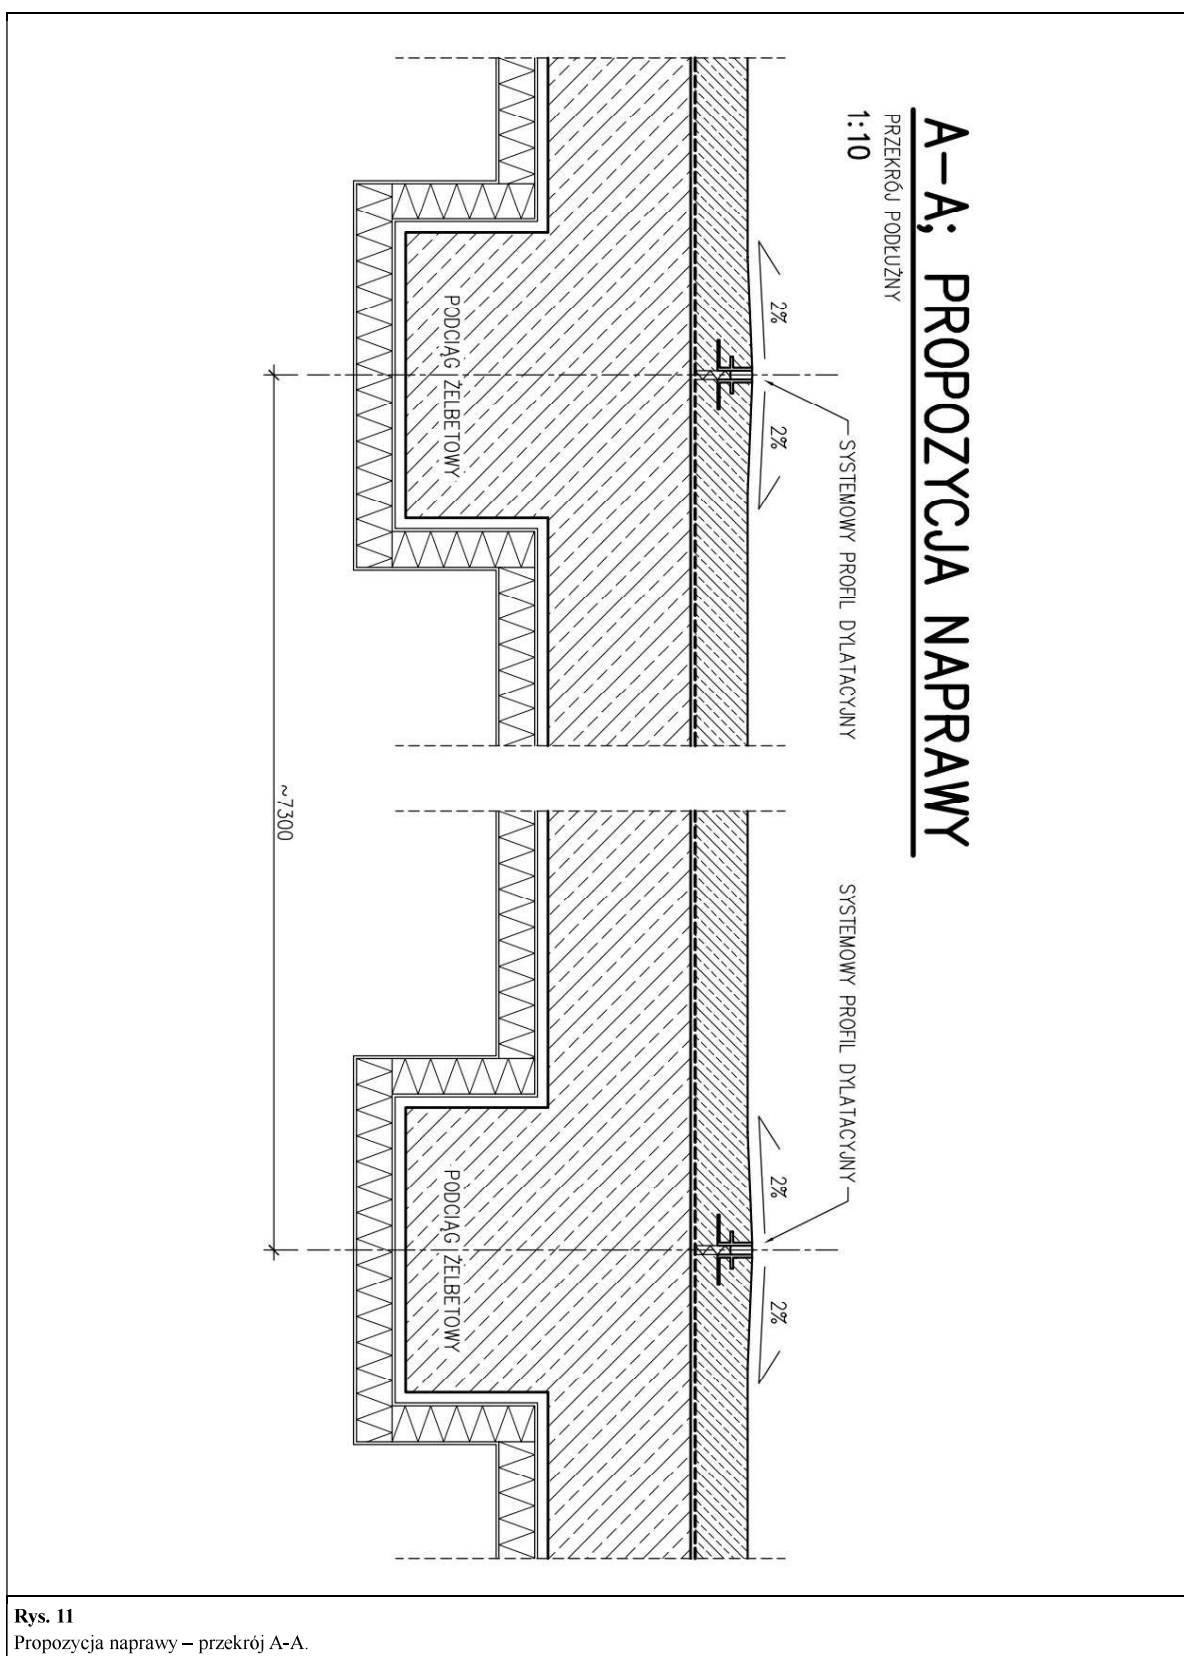 A-A; PROPOZYCJA NAPRAWY
PRZEKRÓJ PODŁUŻNY
1:10
SYSTEMOWY PROFIL DYLATACYJNY
SYSTEMOWY PROFIL DYLATACYJNY
2%
2%
2%
2%
PODCIĄG ŻELBETOWY
PODCIĄG ŻELBETOWY
~7300
Rys. 11
Propozycja naprawy – przekrój A-A.